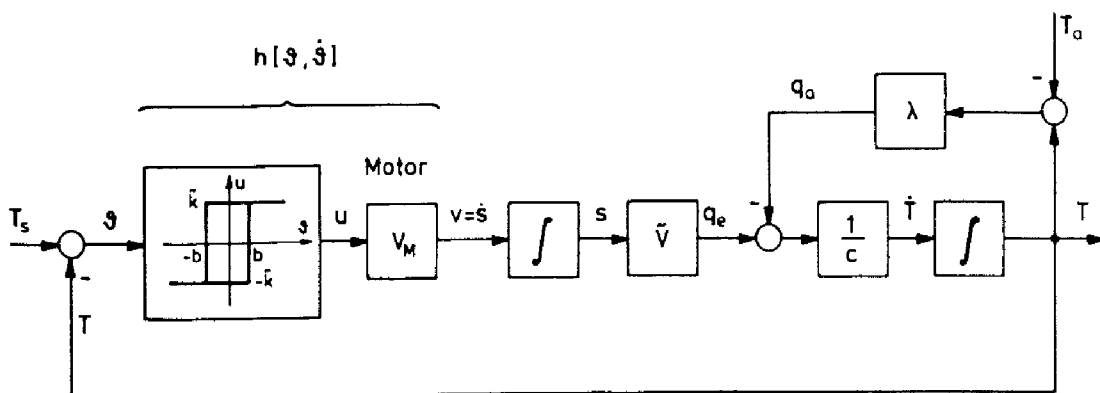 h[ϑ, ϑ̇]
T_a
-
q_a
λ
Motor
T_s
ϑ
-
k̄
u
ϑ
-b
b
-k̄
u
V_M
v=ṡ
∫
s
Ṽ
q_e
-
1/c
Ṫ
∫
T
-
T